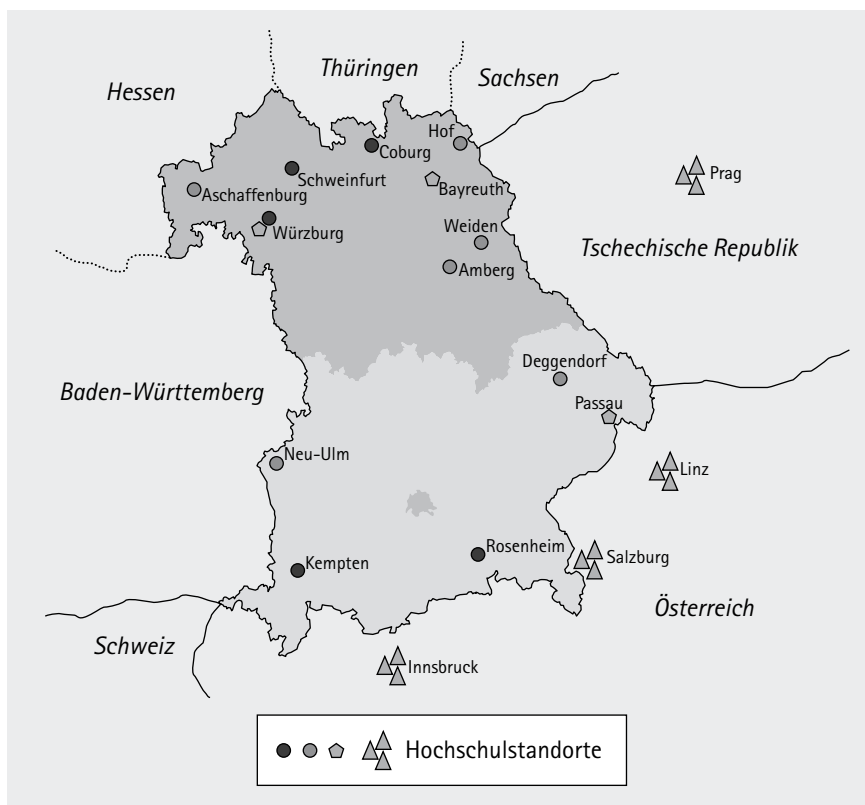 Thüringen
Sachsen
Hessen
Hof
Coburg
Schweinfurt
Prag
Aschaffenburg
Bayreuth
Würzburg
Weiden
Tschechische Republik
Amberg
Deggendorf
Baden-Württemberg
Passau
Neu-Ulm
Linz
Rosenheim
Salzburg
Kempten
Österreich
Schweiz
Innsbruck
Hochschulstandorte